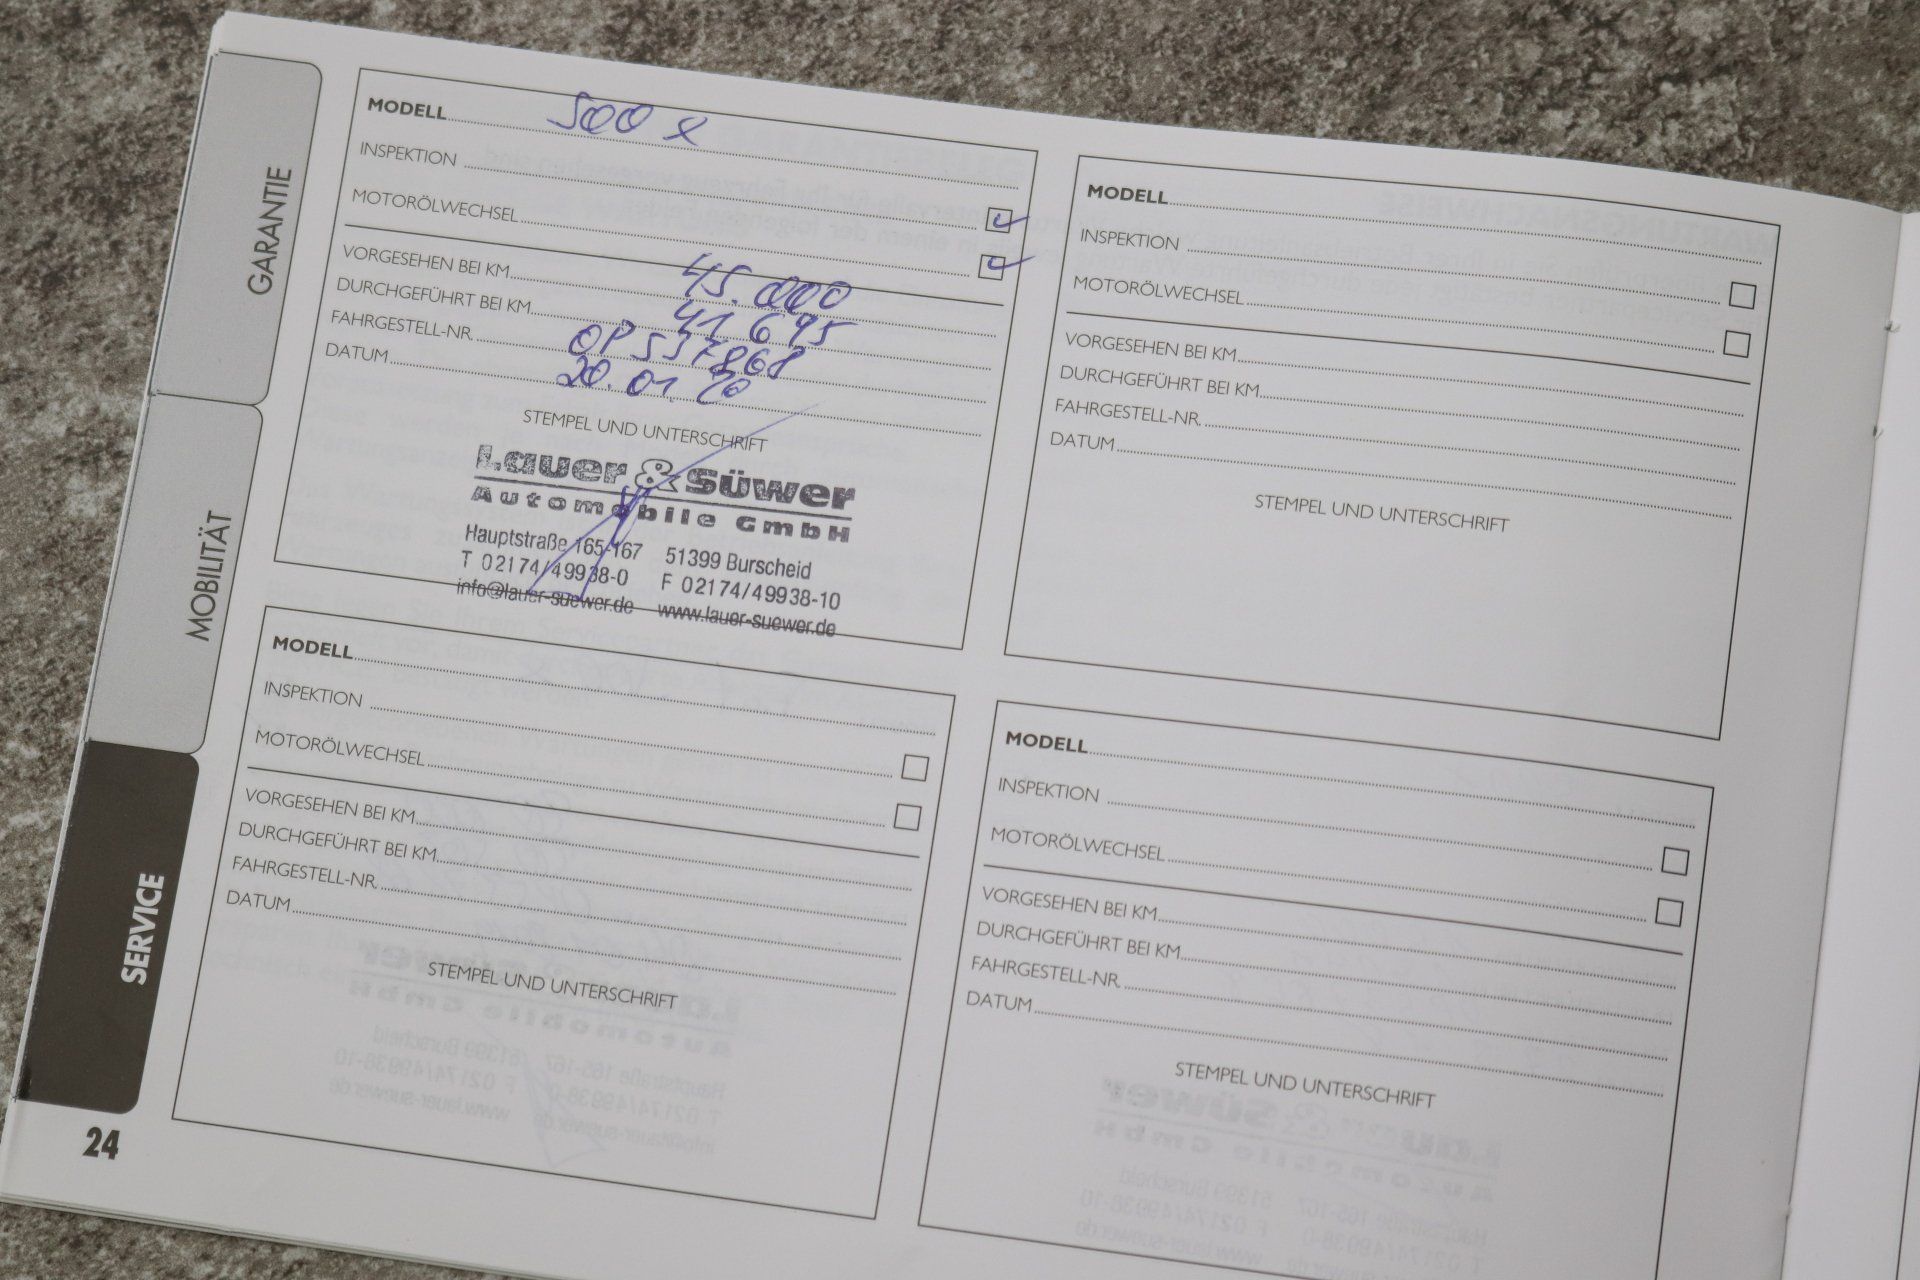 GARANTIE
MOBILITÄT
SERVICE
MODELL 500 X
INSPEKTION
MOTORÖLWECHSEL
VORGESEHEN BEI KM 45.000
DURCHGEFÜHRT BEI KM 41 695
FAHRGESTELL-NR. OP 537868
DATUM 20.01.20
STEMPEL UND UNTERSCHRIFT
Lauer & Süwer
Automobile GmbH
Hauptstraße 165-167 51399 Burscheid
T 02174/49938-0 F 02174/49938-10
info@lauer-suewer.de www.lauer-suewer.de
MODELL
INSPEKTION
MOTORÖLWECHSEL
VORGESEHEN BEI KM
DURCHGEFÜHRT BEI KM
FAHRGESTELL-NR.
DATUM
STEMPEL UND UNTERSCHRIFT
MODELL
INSPEKTION
MOTORÖLWECHSEL
VORGESEHEN BEI KM
DURCHGEFÜHRT BEI KM
FAHRGESTELL-NR.
DATUM
STEMPEL UND UNTERSCHRIFT
MODELL
INSPEKTION
MOTORÖLWECHSEL
VORGESEHEN BEI KM
DURCHGEFÜHRT BEI KM
FAHRGESTELL-NR.
DATUM
STEMPEL UND UNTERSCHRIFT
24